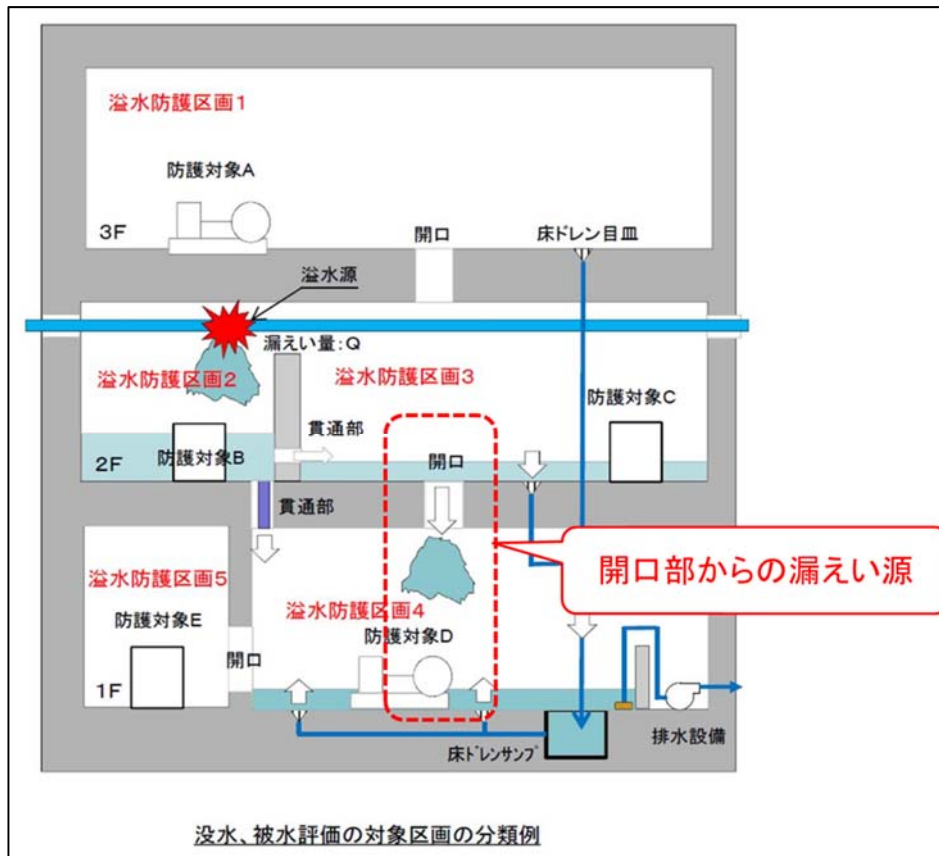 溢水防護区画1
防護対象A
3F
開口
床ドレン目皿
溢水源
漏えい量:Q
溢水防護区画2
溢水防護区画3
防護対象C
貫通部
2F
防護対象B
開口
貫通部
開口部からの漏えい源
溢水防護区画5
溢水防護区画4
防護対象E
防護対象D
開口
1F
床ドレンサンプ
排水設備
没水、被水評価の対象区画の分類例